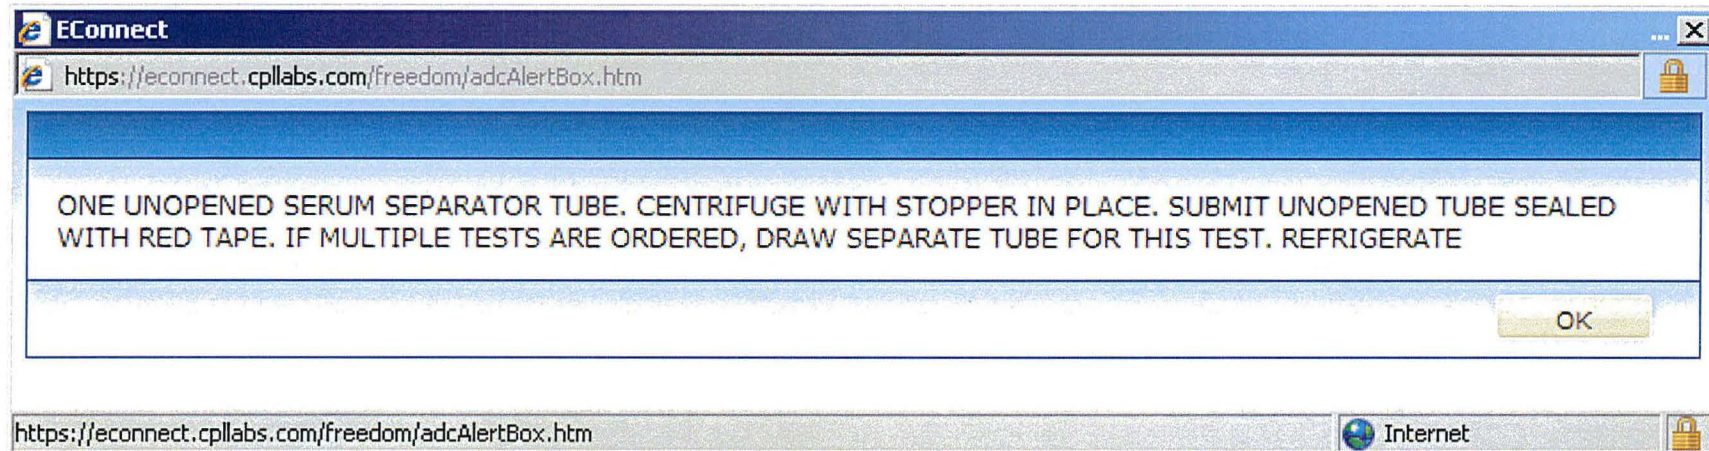 EConnect
https://econnect.cpllabs.com/freedom/adcAlertBox.htm
ONE UNOPENED SERUM SEPARATOR TUBE. CENTRIFUGE WITH STOPPER IN PLACE. SUBMIT UNOPENED TUBE SEALED
WITH RED TAPE. IF MULTIPLE TESTS ARE ORDERED, DRAW SEPARATE TUBE FOR THIS TEST. REFRIGERATE
OK
https://econnect.cpllabs.com/freedom/adcAlertBox.htm Internet